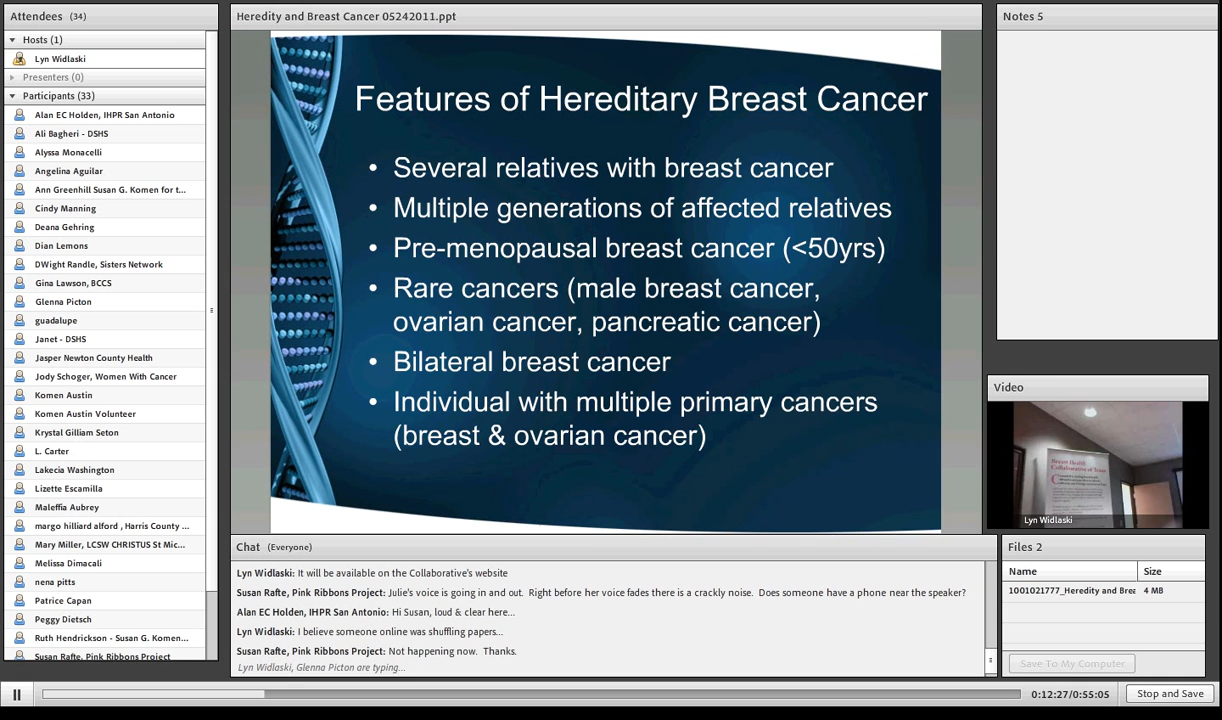 Attendees (34)
Hosts (1)
Lyn Widlaski
Presenters (0)
Participants (33)
Alan EC Holden, IHPR San Antonio
Ali Bagheri - DSHS
Alyssa Monacelli
Angelina Aguilar
Ann Greenhill Susan G. Komen for t...
Cindy Manning
Deana Gehring
Dian Lemons
DWight Randle, Sisters Network
Gina Lawson, BCCS
Glenna Picton
guadalupe
Janet - DSHS
Jasper Newton County Health
Jody Schoger, Women With Cancer
Komen Austin
Komen Austin Volunteer
Krystal Gilliam Seton
L. Carter
Lakecia Washington
Lizette Escamilla
Maleffia Aubrey
margo hilliard alford , Harris County ...
Mary Miller, LCSW CHRISTUS St Mic...
Melissa Dimacali
nena pitts
Patrice Capan
Peggy Dietsch
Ruth Hendrickson - Susan G. Komen...
Susan Rafte, Pink Ribbons Project
Heredity and Breast Cancer 05242011.ppt
Features of Hereditary Breast Cancer
• Several relatives with breast cancer
• Multiple generations of affected relatives
• Pre-menopausal breast cancer (<50yrs)
• Rare cancers (male breast cancer,
ovarian cancer, pancreatic cancer)
• Bilateral breast cancer
• Individual with multiple primary cancers
(breast & ovarian cancer)
Chat (Everyone)
Lyn Widlaski: It will be available on the Collaborative's website
Susan Rafte, Pink Ribbons Project: Julie's voice is going in and out. Right before her voice fades there is a crackly noise. Does someone have a phone near the speaker?
Alan EC Holden, IHPR San Antonio: Hi Susan, loud & clear here...
Lyn Widlaski: I believe someone online was shuffling papers...
Susan Rafte, Pink Ribbons Project: Not happening now. Thanks.
Lyn Widlaski, Glenna Picton are typing...
Notes 5
Video
Breast Health
Collaborative of Texas
Lyn Widlaski
Files 2
Name Size
1001021777_Heredity and Brea 4 MB
Save To My Computer
0:12:27/0:55:05
Stop and Save